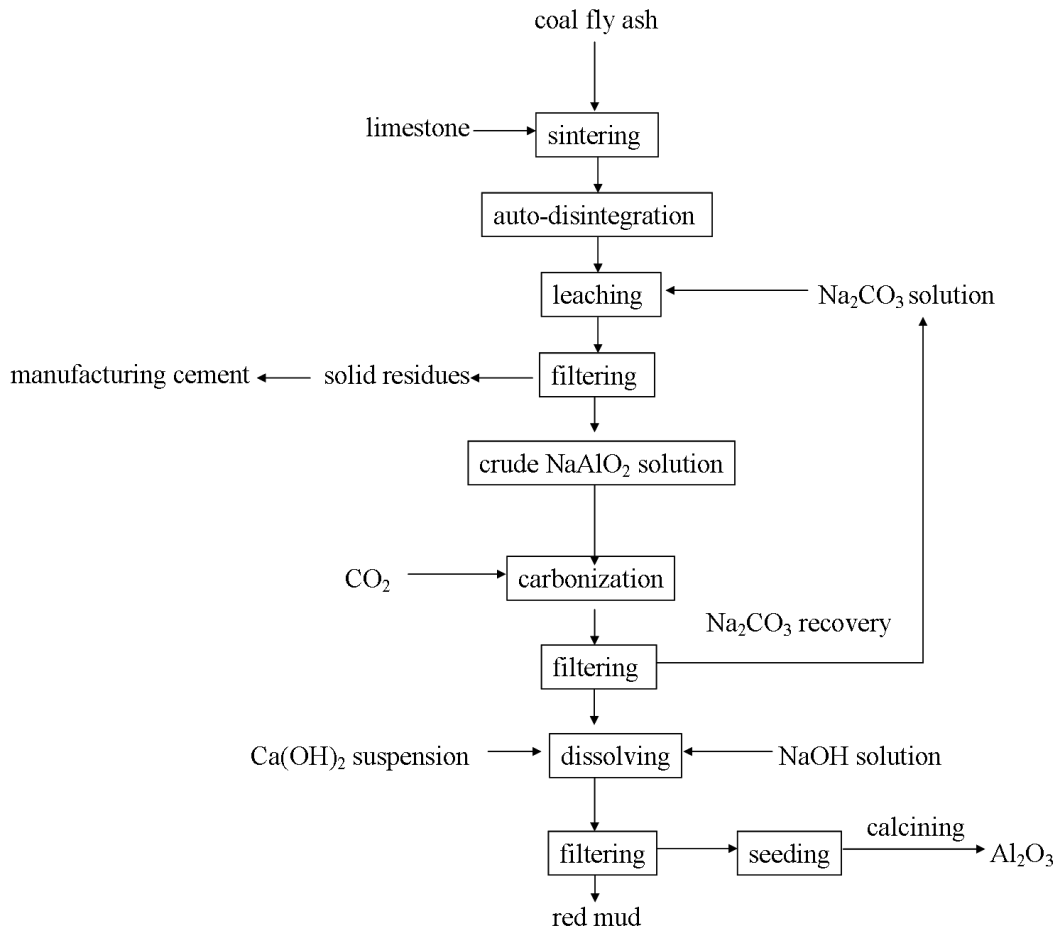 coal fly ash
limestone
sintering
auto-disintegration
leaching
Na₂CO₃ solution
manufacturing cement
solid residues
filtering
crude NaAlO₂ solution
CO₂
carbonization
Na₂CO₃ recovery
filtering
Ca(OH)₂ suspension
dissolving
NaOH solution
calcining
filtering
seeding
Al₂O₃
red mud